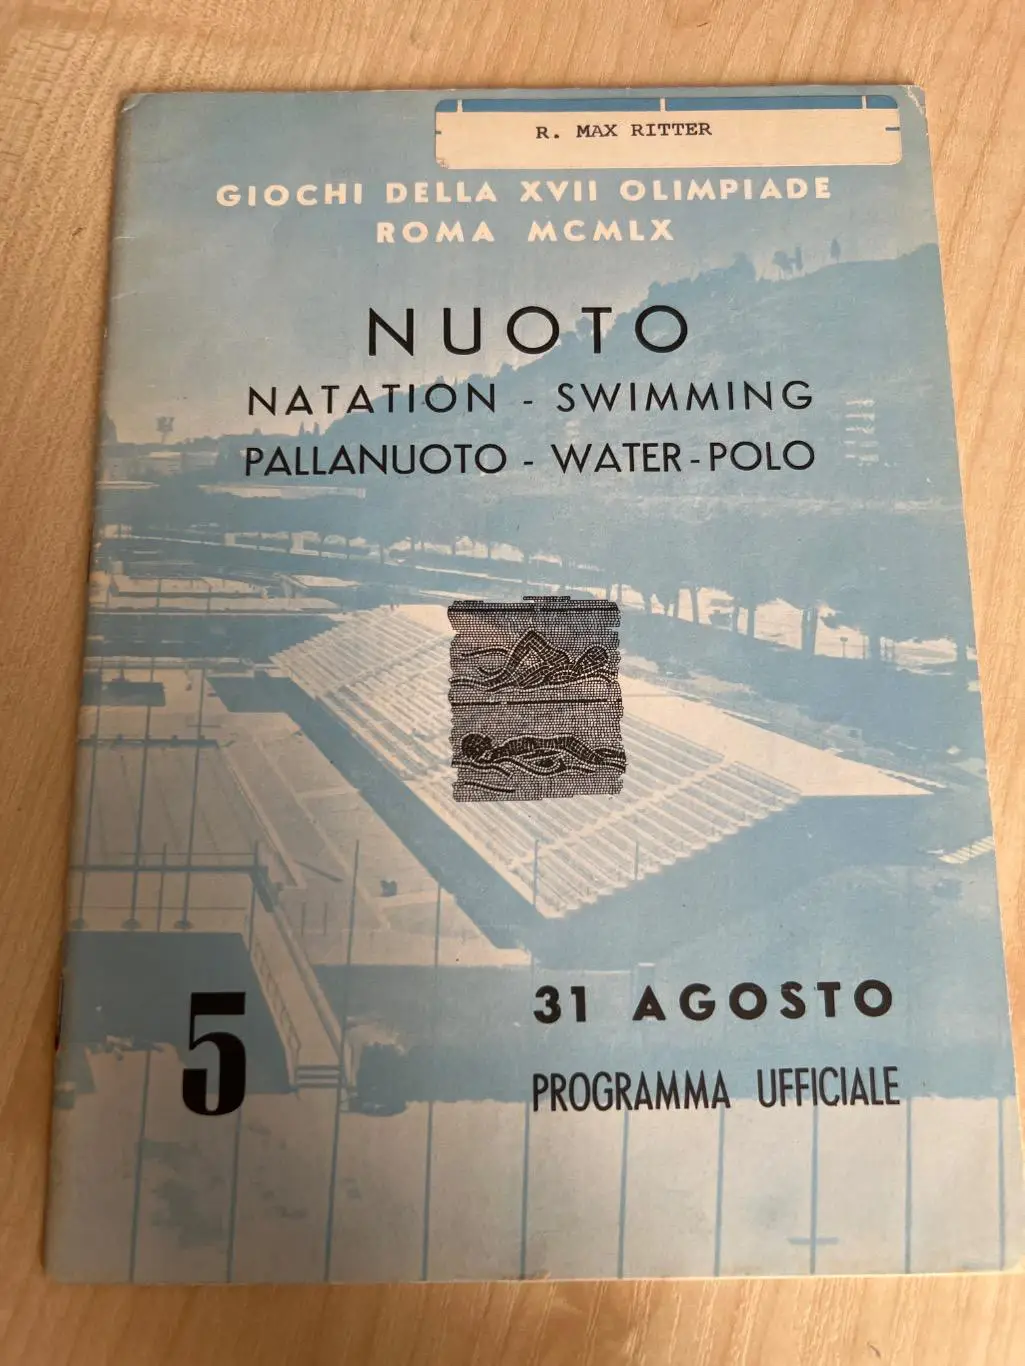 R. MAX RITTER
GIOCHI DELLA XVII OLIMPIADE
ROMA MCMLX
NUOTO
NATATION - SWIMMING
PALLANUOTO - WATER-POLO
31 AGOSTO
5
PROGRAMMA UFFICIALE